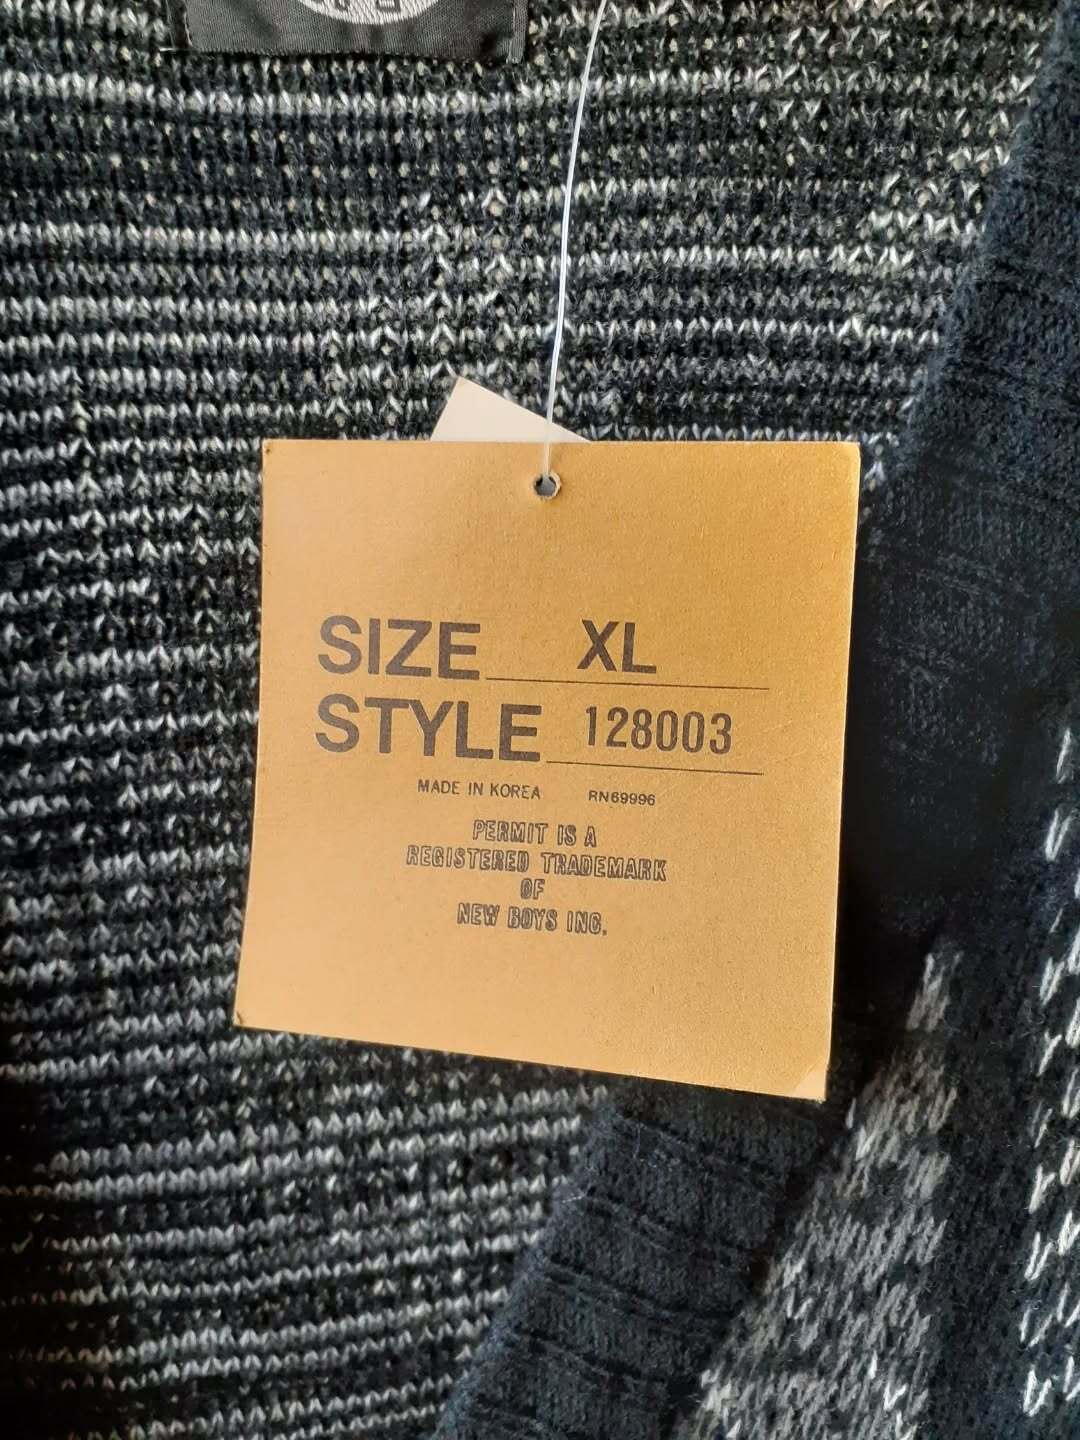 SIZE XL
STYLE 128003
MADE IN KOREA RN69996
PERMIT IS A
REGISTERED TRADEMARK
OF
NEW BOYS INC.